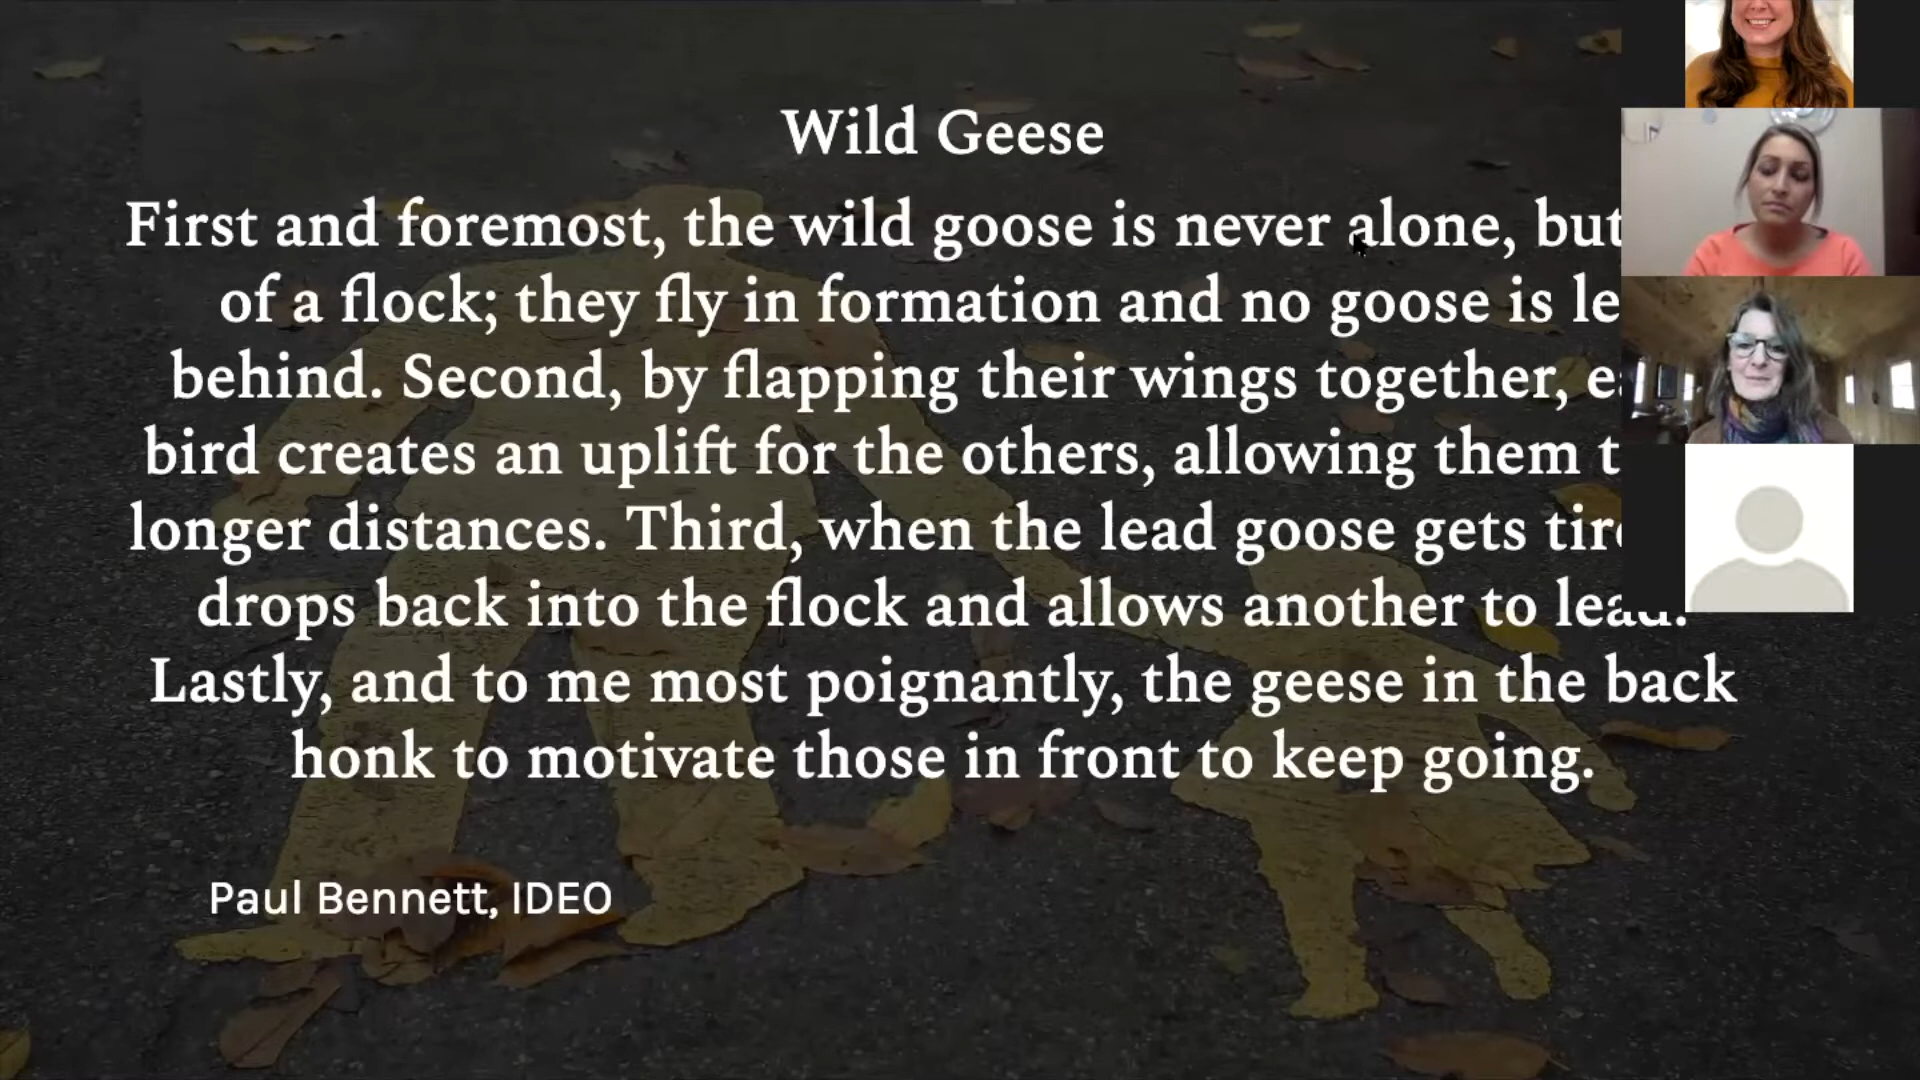 Wild Geese
First and foremost, the wild goose is never alone, but
of a flock; they fly in formation and no goose is
behind. Second, by flapping their wings together,
bird creates an uplift for the others, allowing them
longer distances. Third, when the lead goose gets
drops back into the flock and allows another to lead.
Lastly, and to me most poignantly, the geese in the back
honk to motivate those in front to keep going.
Paul Bennett, IDEO